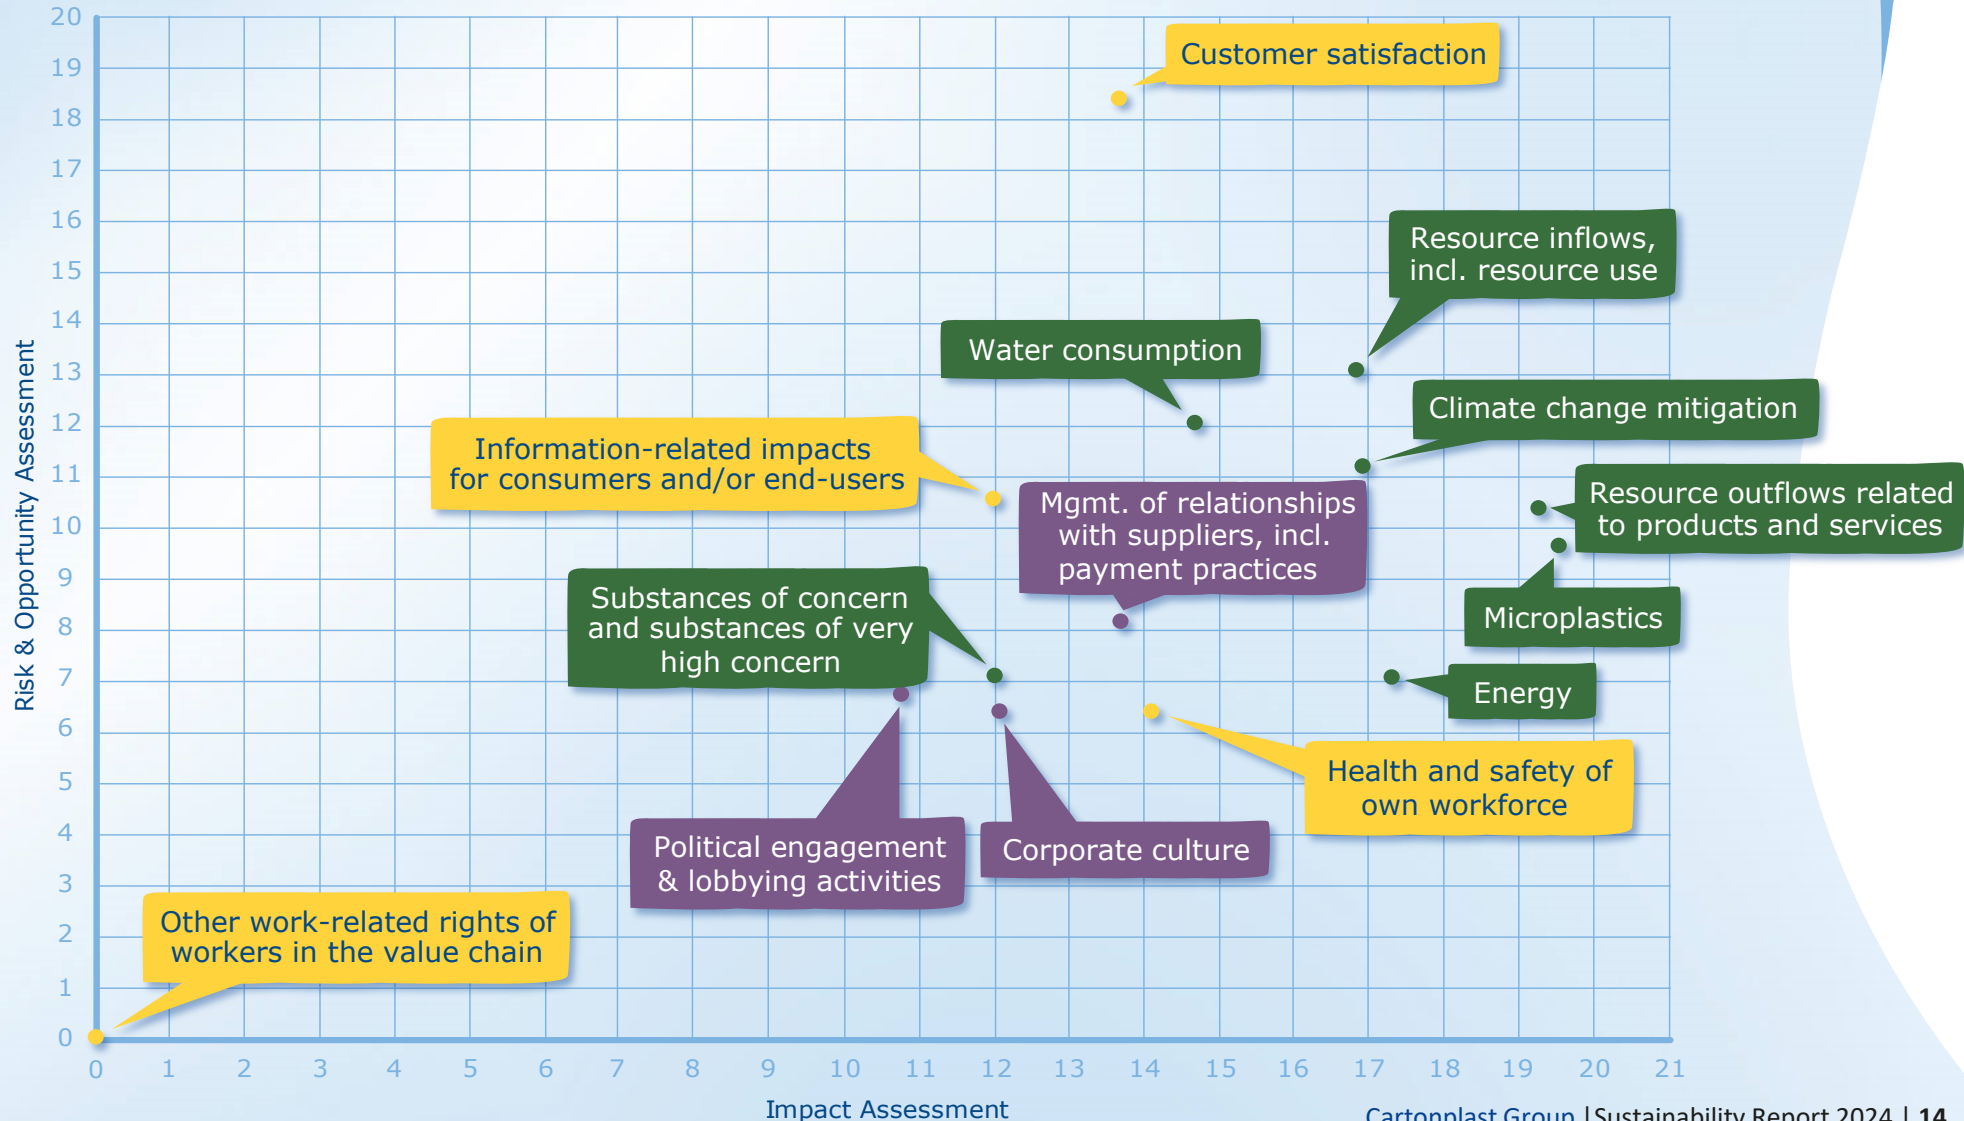 20
19
18
17
16
15
14
13
12
11
10
9
8
7
6
5
4
3
2
1
0
Risk & Opportunity Assessment
Customer satisfaction
Resource inflows,
incl. resource use
Water consumption
Climate change mitigation
Information-related impacts
for consumers and/or end-users
Mgmt. of relationships
with suppliers, incl.
payment practices
Resource outflows related
to products and services
Substances of concern
and substances of very
high concern
Microplastics
Energy
Health and safety of
own workforce
Political engagement
& lobbying activities
Corporate culture
Other work-related rights of
workers in the value chain
0 1 2 3 4 5 6 7 8 9 10 11 12 13 14 15 16 17 18 19 20 21
Impact Assessment
Cartonplast Group | Sustainability Report 2024 | 14